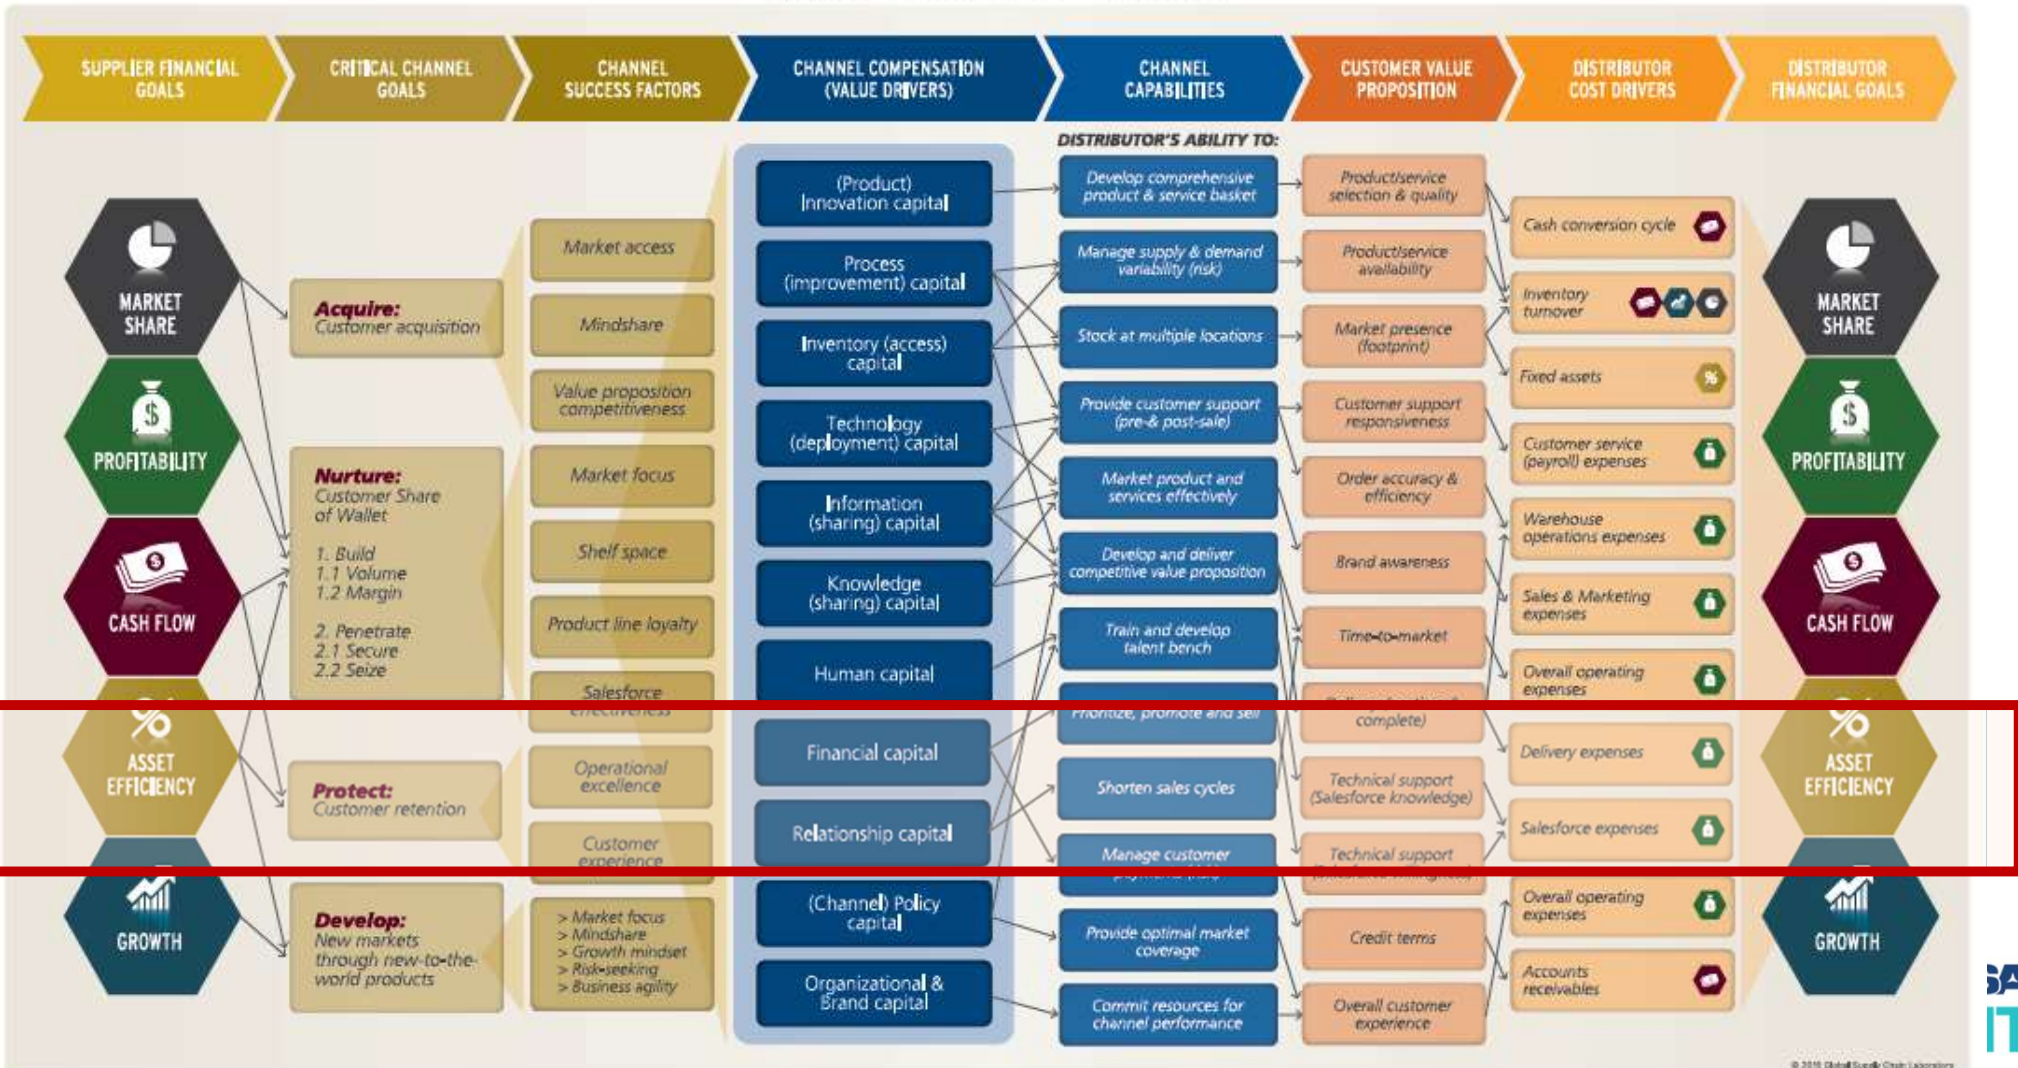 SUPPLIER FINANCIAL
GOALS
CRITICAL CHANNEL
GOALS
CHANNEL
SUCCESS FACTORS
CHANNEL COMPENSATION
(VALUE DRIVERS)
CHANNEL
CAPABILITIES
CUSTOMER VALUE
PROPOSITION
DISTRIBUTOR
COST DRIVERS
DISTRIBUTOR
FINANCIAL GOALS
MARKET
SHARE
PROFITABILITY
CASH FLOW
ASSET
EFFICIENCY
GROWTH
Acquire:
Customer acquisition
Nurture:
Customer Share
of Wallet
1. Build
1.1 Volume
1.2 Margin
2. Penetrate
2.1 Secure
2.2 Seize
Protect:
Customer retention
Develop:
New markets
through new-to-the-
world products
Market access
Mindshare
Value proposition
competitiveness
Market focus
Shelf space
Product line loyalty
Salesforce
effectiveness
Operational
excellence
Customer
experience
> Market focus
> Mindshare
> Growth mindset
> Risk-seeking
> Business agility
(Product)
Innovation capital
Process
(improvement) capital
Inventory (access)
capital
Technology
(deployment) capital
Information
(sharing) capital
Knowledge
(sharing) capital
Human capital
Financial capital
Relationship capital
(Channel) Policy
capital
Organizational &
Brand capital
DISTRIBUTOR'S ABILITY TO:
Develop comprehensive
product & service basket
Manage supply & demand
variability (risk)
Stock at multiple locations
Provide customer support
(pre-& post-sale)
Market product and
services effectively
Develop and deliver
competitive value proposition
Train and develop
talent bench
Prioritize, promote and sell
Shorten sales cycles
Manage customer
Provide optimal market
coverage
Commit resources for
channel performance
Product/service
selection & quality
Product/service
availability
Market presence
(footprint)
Customer support
responsiveness
Order accuracy &
efficiency
Brand awareness
Time-to-market
complete)
Technical support
(Salesforce knowledge)
Technical support
Credit terms
Overall customer
experience
Cash conversion cycle
Inventory
turnover
Fixed assets
%
Customer service
(payroll) expenses
Warehouse
operations expenses
Sales & Marketing
expenses
Overall operating
expenses
Delivery expenses
Salesforce expenses
Overall operating
expenses
Accounts
receivables
MARKET
SHARE
PROFITABILITY
CASH FLOW
ASSET
EFFICIENCY
GROWTH
SA
IT
© 2015 Global Supply Chain Laboratory